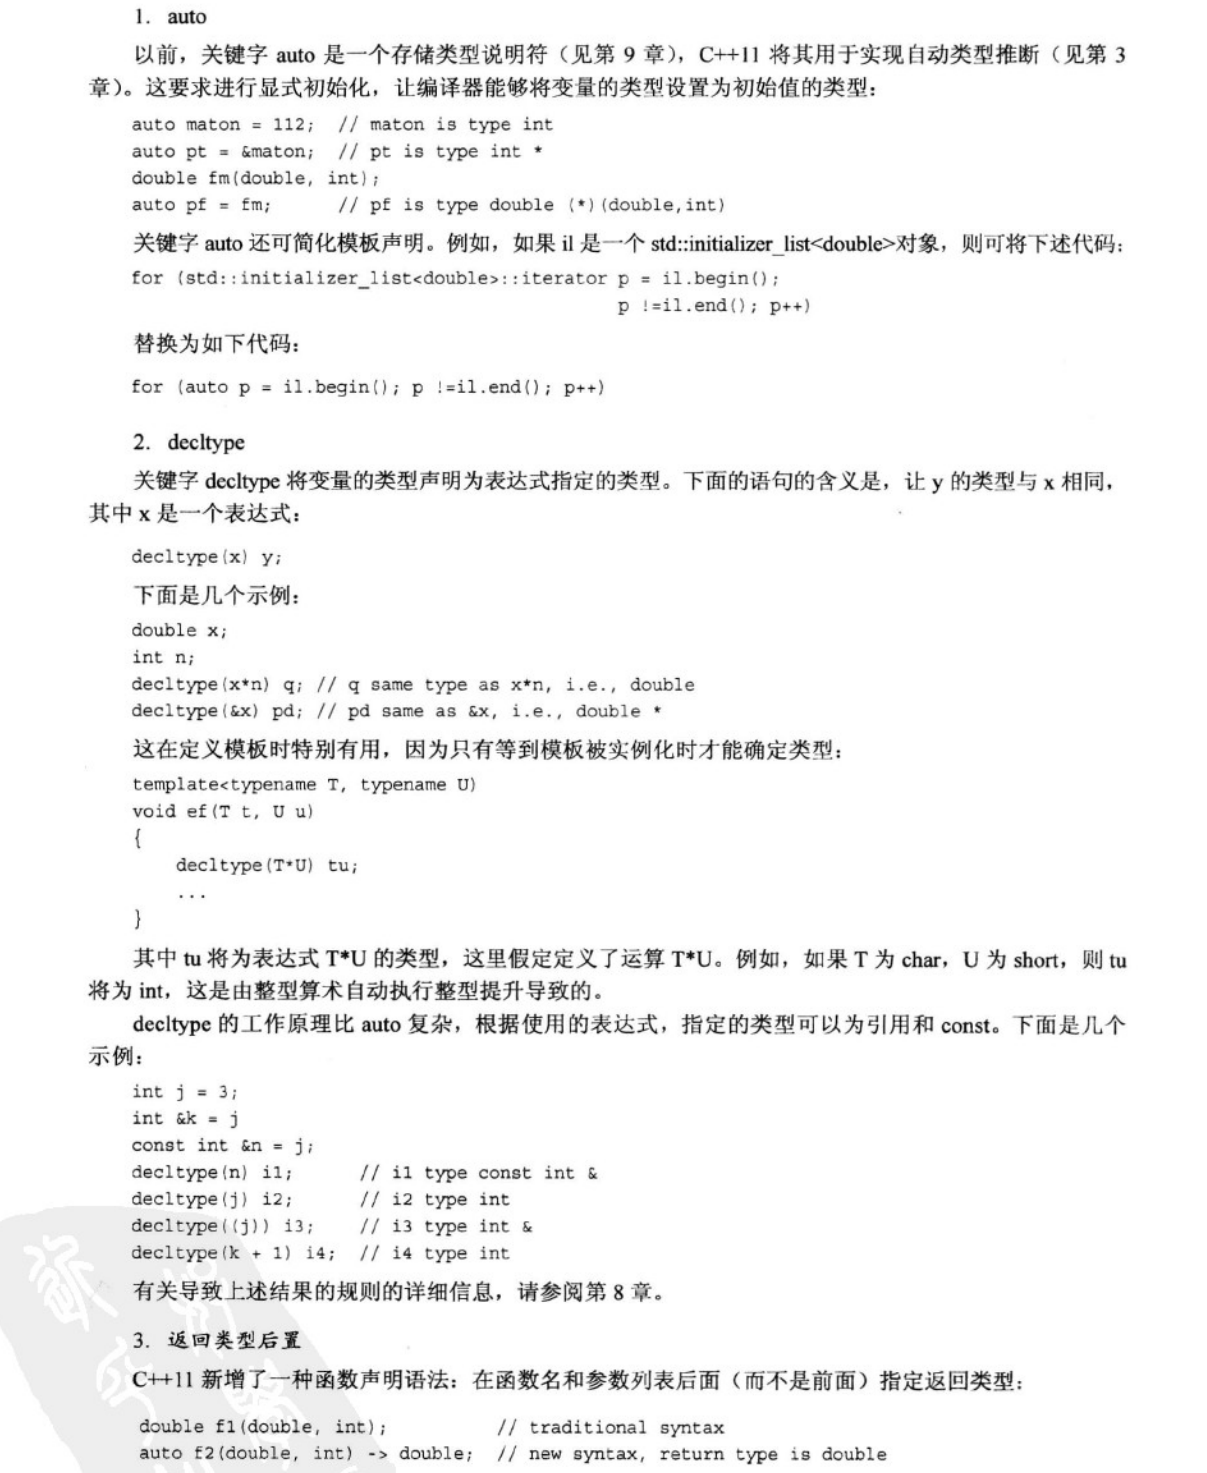 1. auto
以前，关键字 auto 是一个存储类型说明符（见第 9 章），C++11 将其用于实现自动类型推断（见第 3
章）。这要求进行显式初始化，让编译器能够将变量的类型设置为初始值的类型：
auto maton = 112;  // maton is type int
auto pt = &maton;  // pt is type int *
double fm(double, int);
auto pf = fm;      // pf is type double (*)(double,int)
关键字 auto 还可简化模板声明。例如，如果 il 是一个 std::initializer_list<double>对象，则可将下述代码：
for (std::initializer_list<double>::iterator p = il.begin();
p !=il.end(); p++)
替换为如下代码：
for (auto p = il.begin(); p !=il.end(); p++)
2. decltype
关键字 decltype 将变量的类型声明为表达式指定的类型。下面的语句的含义是，让 y 的类型与 x 相同，
其中 x 是一个表达式：
decltype(x) y;
下面是几个示例：
double x;
int n;
decltype(x*n) q; // q same type as x*n, i.e., double
decltype(&x) pd; // pd same as &x, i.e., double *
这在定义模板时特别有用，因为只有等到模板被实例化时才能确定类型：
template<typename T, typename U)
void ef(T t, U u)
{
decltype(T*U) tu;
...
}
其中 tu 将为表达式 T*U 的类型，这里假定定义了运算 T*U。例如，如果 T 为 char，U 为 short，则 tu
将为 int，这是由整型算术自动执行整型提升导致的。
decltype 的工作原理比 auto 复杂，根据使用的表达式，指定的类型可以为引用和 const。下面是几个
示例：
int j = 3;
int &k = j
const int &n = j;
decltype(n) i1;       // i1 type const int &
decltype(j) i2;       // i2 type int
decltype((j)) i3;     // i3 type int &
decltype(k + 1) i4;  // i4 type int
有关导致上述结果的规则的详细信息，请参阅第 8 章。
3. 返回类型后置
C++11 新增了一种函数声明语法：在函数名和参数列表后面（而不是前面）指定返回类型：
double f1(double, int);          // traditional syntax
auto f2(double, int) -> double;  // new syntax, return type is double